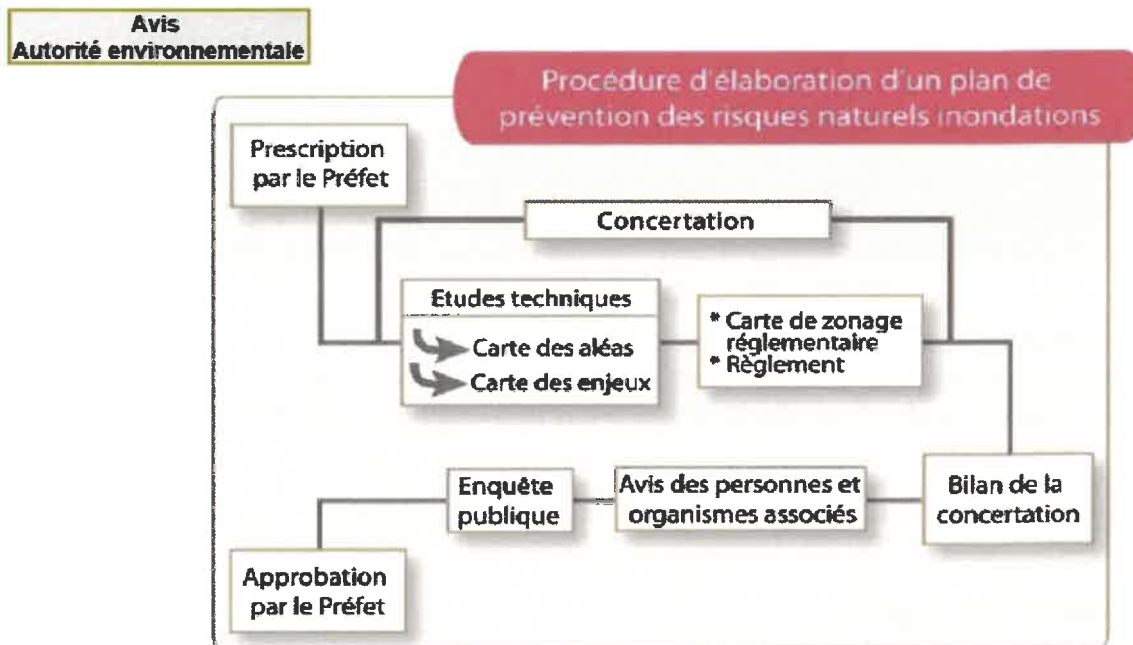 Avis
Autorité environnementale
Procédure d'élaboration d'un plan de
prévention des risques naturels inondations
Prescription
par le Préfet
Concertation
Etudes techniques
Carte des aléas
Carte des enjeux
* Carte de zonage
réglementaire
* Règlement
Enquête
publique
Avis des personnes et
organismes associés
Bilan de la
concertation
Approbation
par le Préfet